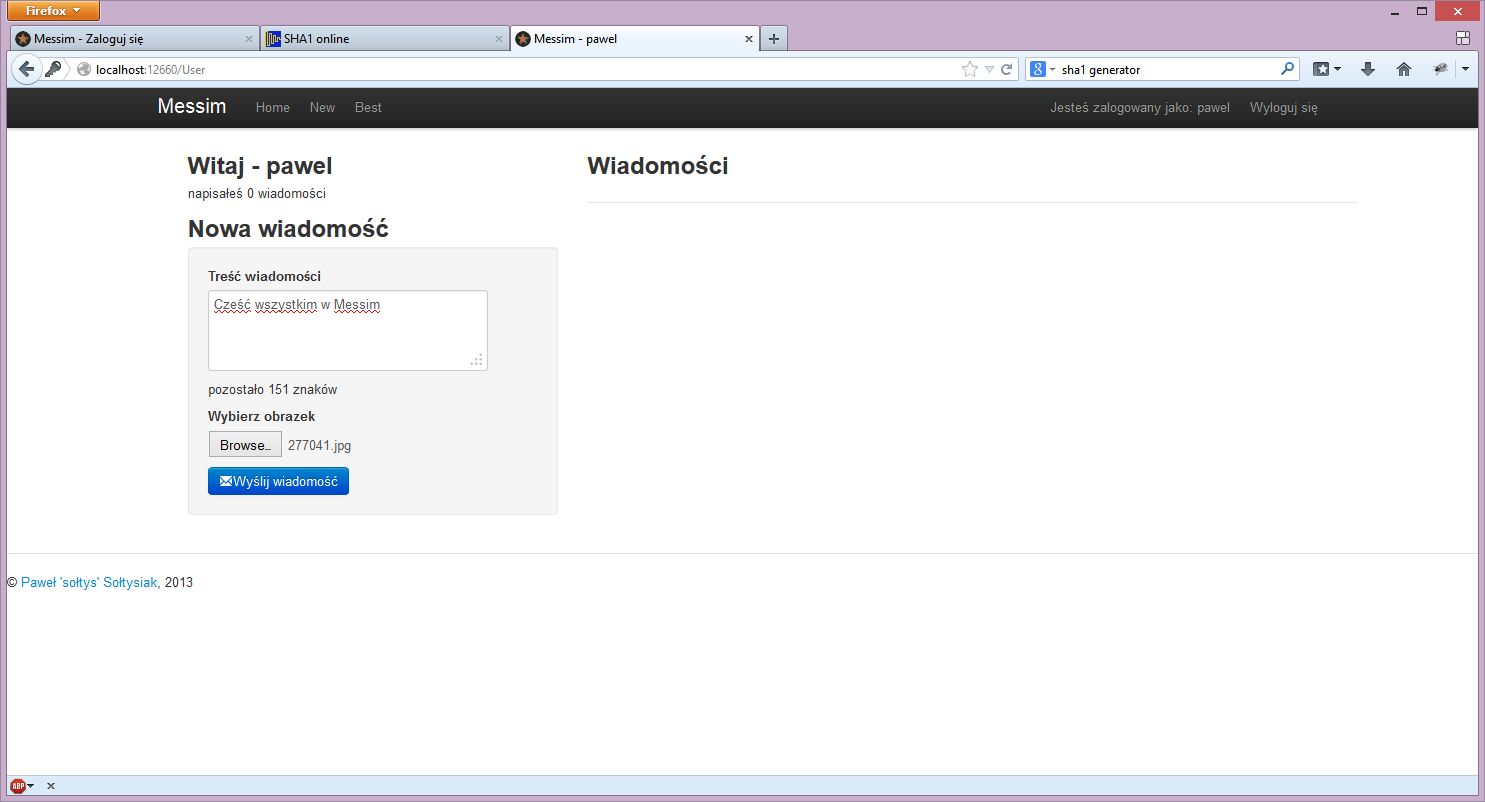 Firefox
Messim - Zaloguj się
SHA1 online
Messim - pawel
localhost:12660/User
sha1 generator
Messim Home New Best Jesteś zalogowany jako: pawel Wyloguj się
Witaj - pawel
napisałeś 0 wiadomości
Wiadomości
Nowa wiadomość
Treść wiadomości
Cześć wszystkim w Messim
pozostało 151 znaków
Wybierz obrazek
Browse… 277041.jpg
Wyślij wiadomość
© Paweł 'sołtys' Sołtysiak, 2013
ABP